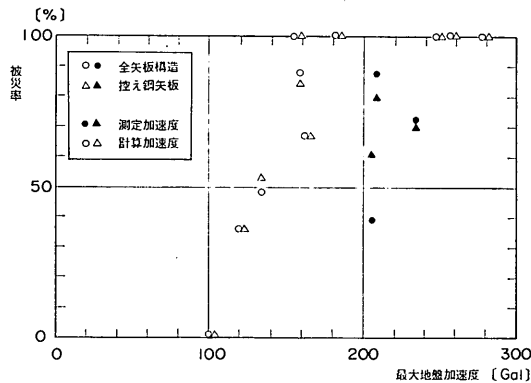 [%]
100
被災率
50
0
○ ● 全矢板構造
△ ▲ 控え鋼矢板
● ▲ 測定加速度
○ △ 計算加速度
0 100 200 300
最大地盤加速度 [Gal]